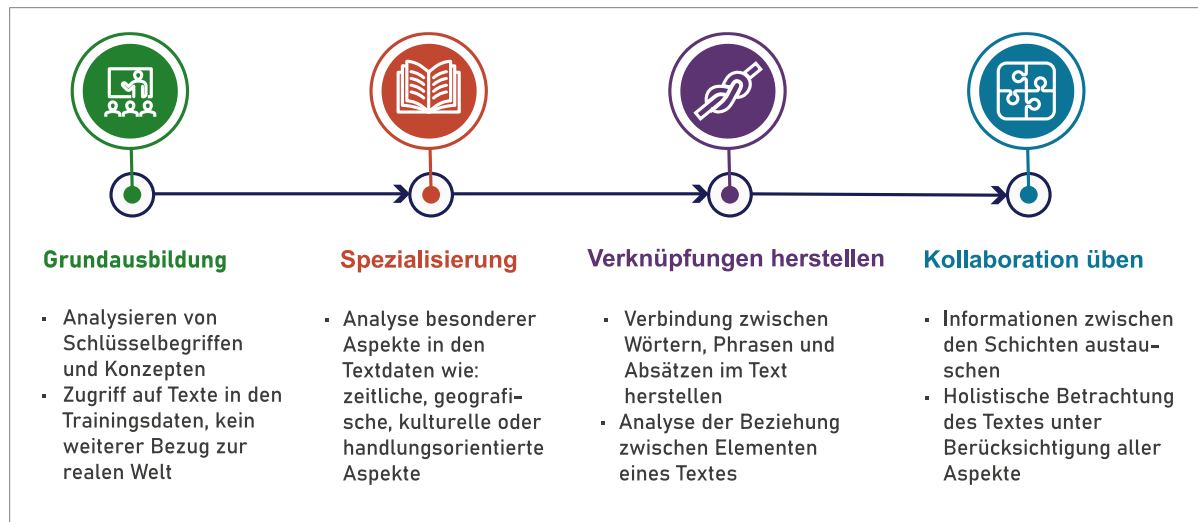 Grundausbildung
▪ Analysieren von
Schlüsselbegriffen
und Konzepten
▪ Zugriff auf Texte in den
Trainingsdaten, kein
weiterer Bezug zur
realen Welt
Spezialisierung
▪ Analyse besonderer
Aspekte in den
Textdaten wie:
zeitliche, geografi–
sche, kulturelle oder
handlungsorientierte
Aspekte
Verknüpfungen herstellen
▪ Verbindung zwischen
Wörtern, Phrasen und
Absätzen im Text
herstellen
▪ Analyse der Beziehung
zwischen Elementen
eines Textes
Kollaboration üben
▪ Informationen zwischen
den Schichten austau–
schen
▪ Holistische Betrachtung
des Textes unter
Berücksichtigung aller
Aspekte